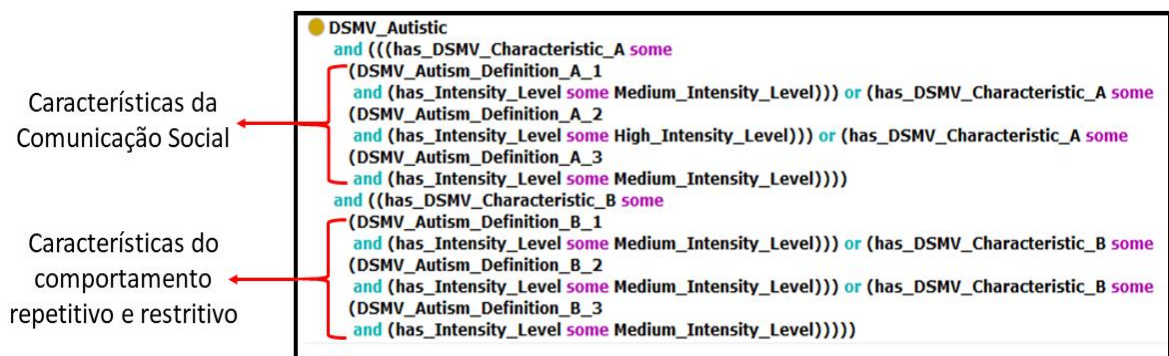 Características da
Comunicação Social
Características do
comportamento
repetitivo e restritivo
DSMV_Autistic
and (((has_DSMV_Characteristic_A some
(DSMV_Autism_Definition_A_1
and (has_Intensity_Level some Medium_Intensity_Level))) or (has_DSMV_Characteristic_A some
(DSMV_Autism_Definition_A_2
and (has_Intensity_Level some High_Intensity_Level))) or (has_DSMV_Characteristic_A some
(DSMV_Autism_Definition_A_3
and (has_Intensity_Level some Medium_Intensity_Level))))
and ((has_DSMV_Characteristic_B some
(DSMV_Autism_Definition_B_1
and (has_Intensity_Level some Medium_Intensity_Level))) or (has_DSMV_Characteristic_B some
(DSMV_Autism_Definition_B_2
and (has_Intensity_Level some Medium_Intensity_Level))) or (has_DSMV_Characteristic_B some
(DSMV_Autism_Definition_B_3
and (has_Intensity_Level some Medium_Intensity_Level)))))